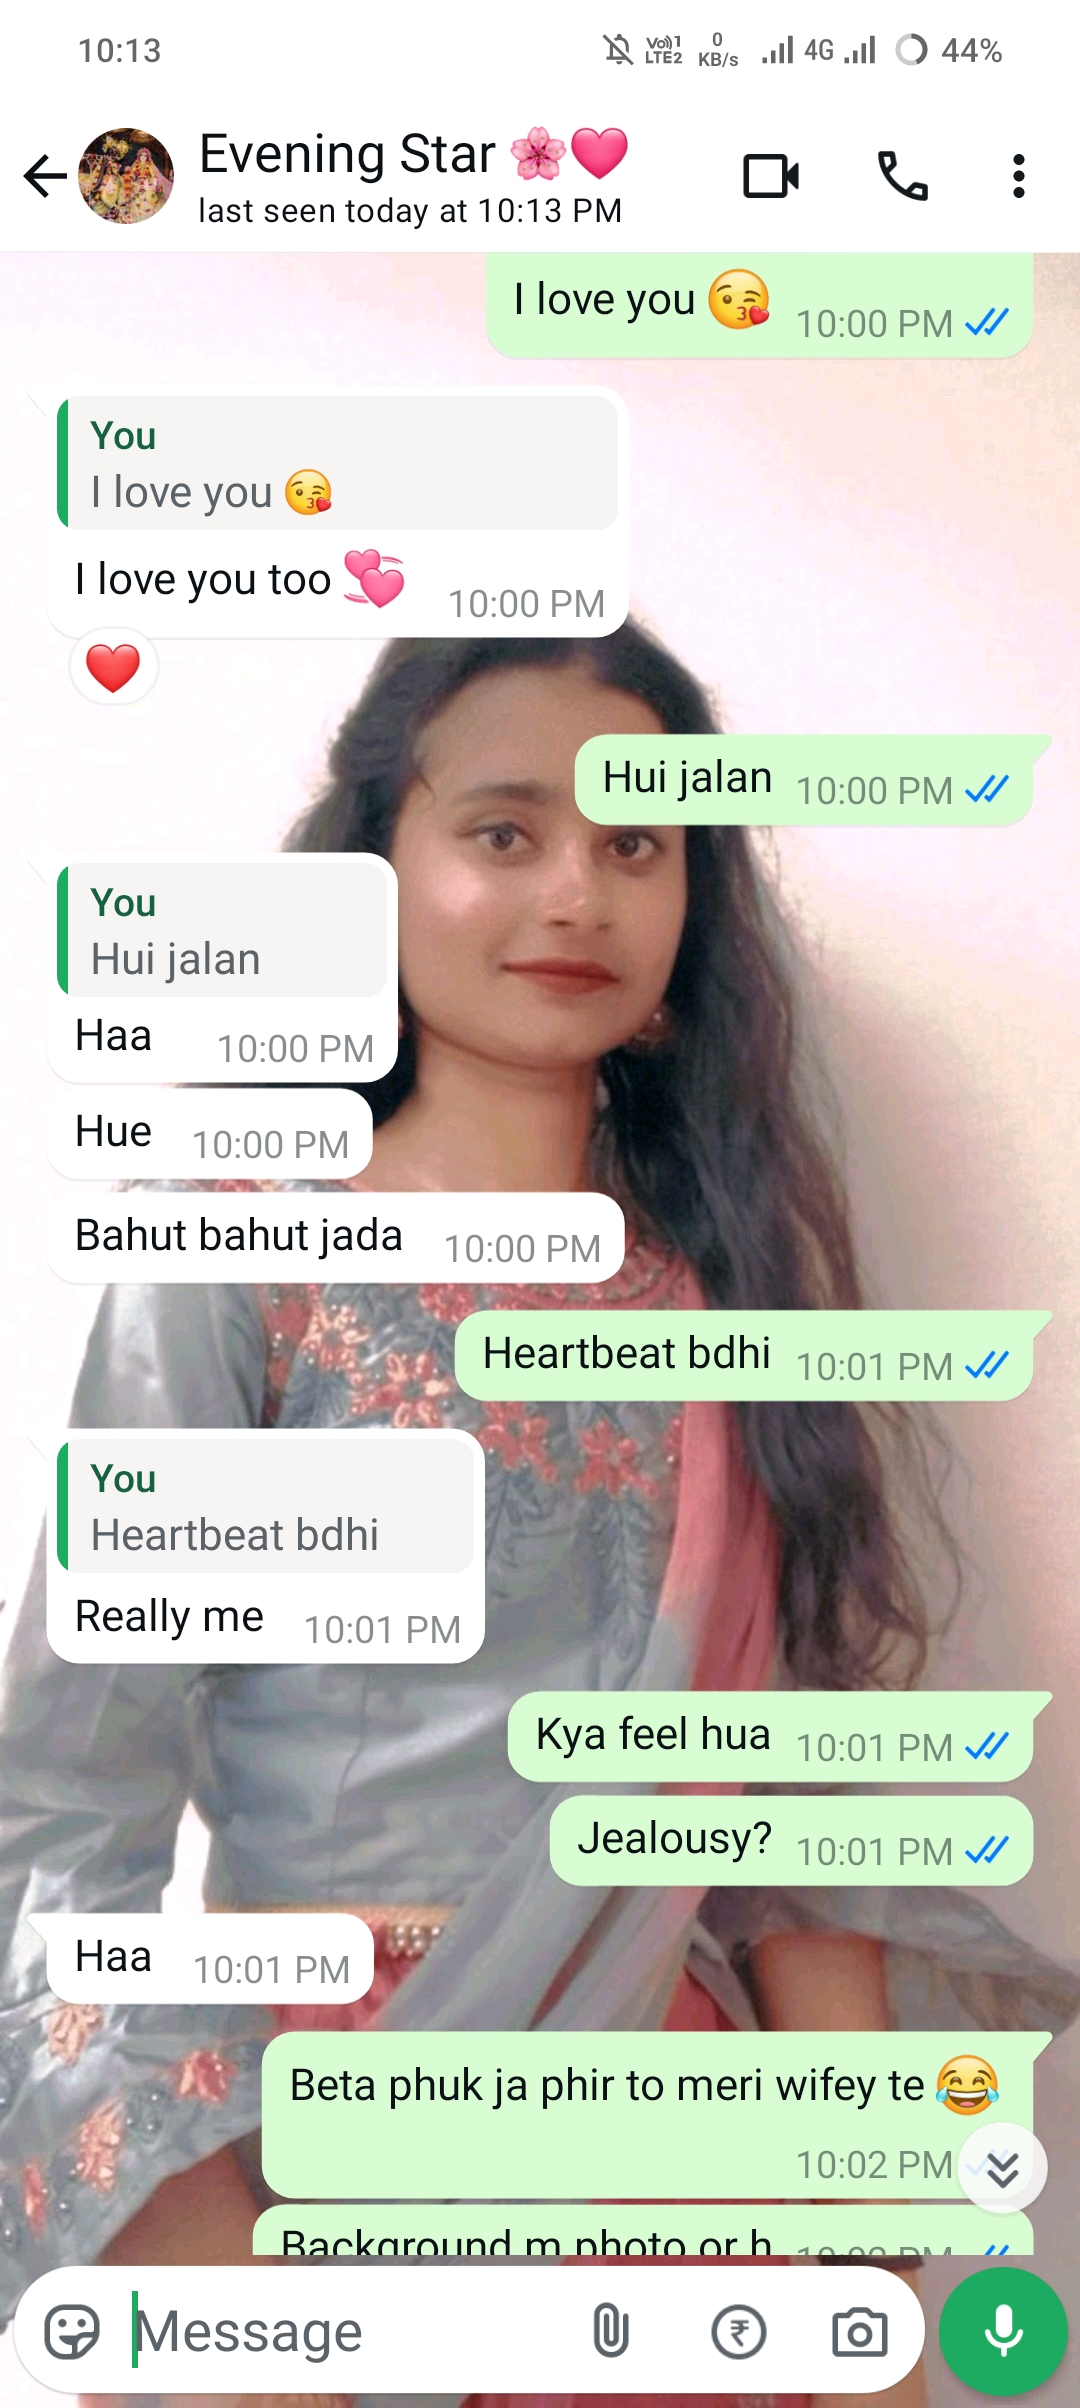 10:13
Vo))1
LTE2
0
KB/s
4G
44%
Evening Star 🌸💗
last seen today at 10:13 PM
I love you 😘 10:00 PM
You
I love you 😘
I love you too 💞 10:00 PM
❤️
Hui jalan 10:00 PM
You
Hui jalan
Haa 10:00 PM
Hue 10:00 PM
Bahut bahut jada 10:00 PM
Heartbeat bdhi 10:01 PM
You
Heartbeat bdhi
Really me 10:01 PM
Kya feel hua 10:01 PM
Jealousy? 10:01 PM
Haa 10:01 PM
Beta phuk ja phir to meri wifey te 😂
10:02 PM
Background m photo or h
Message